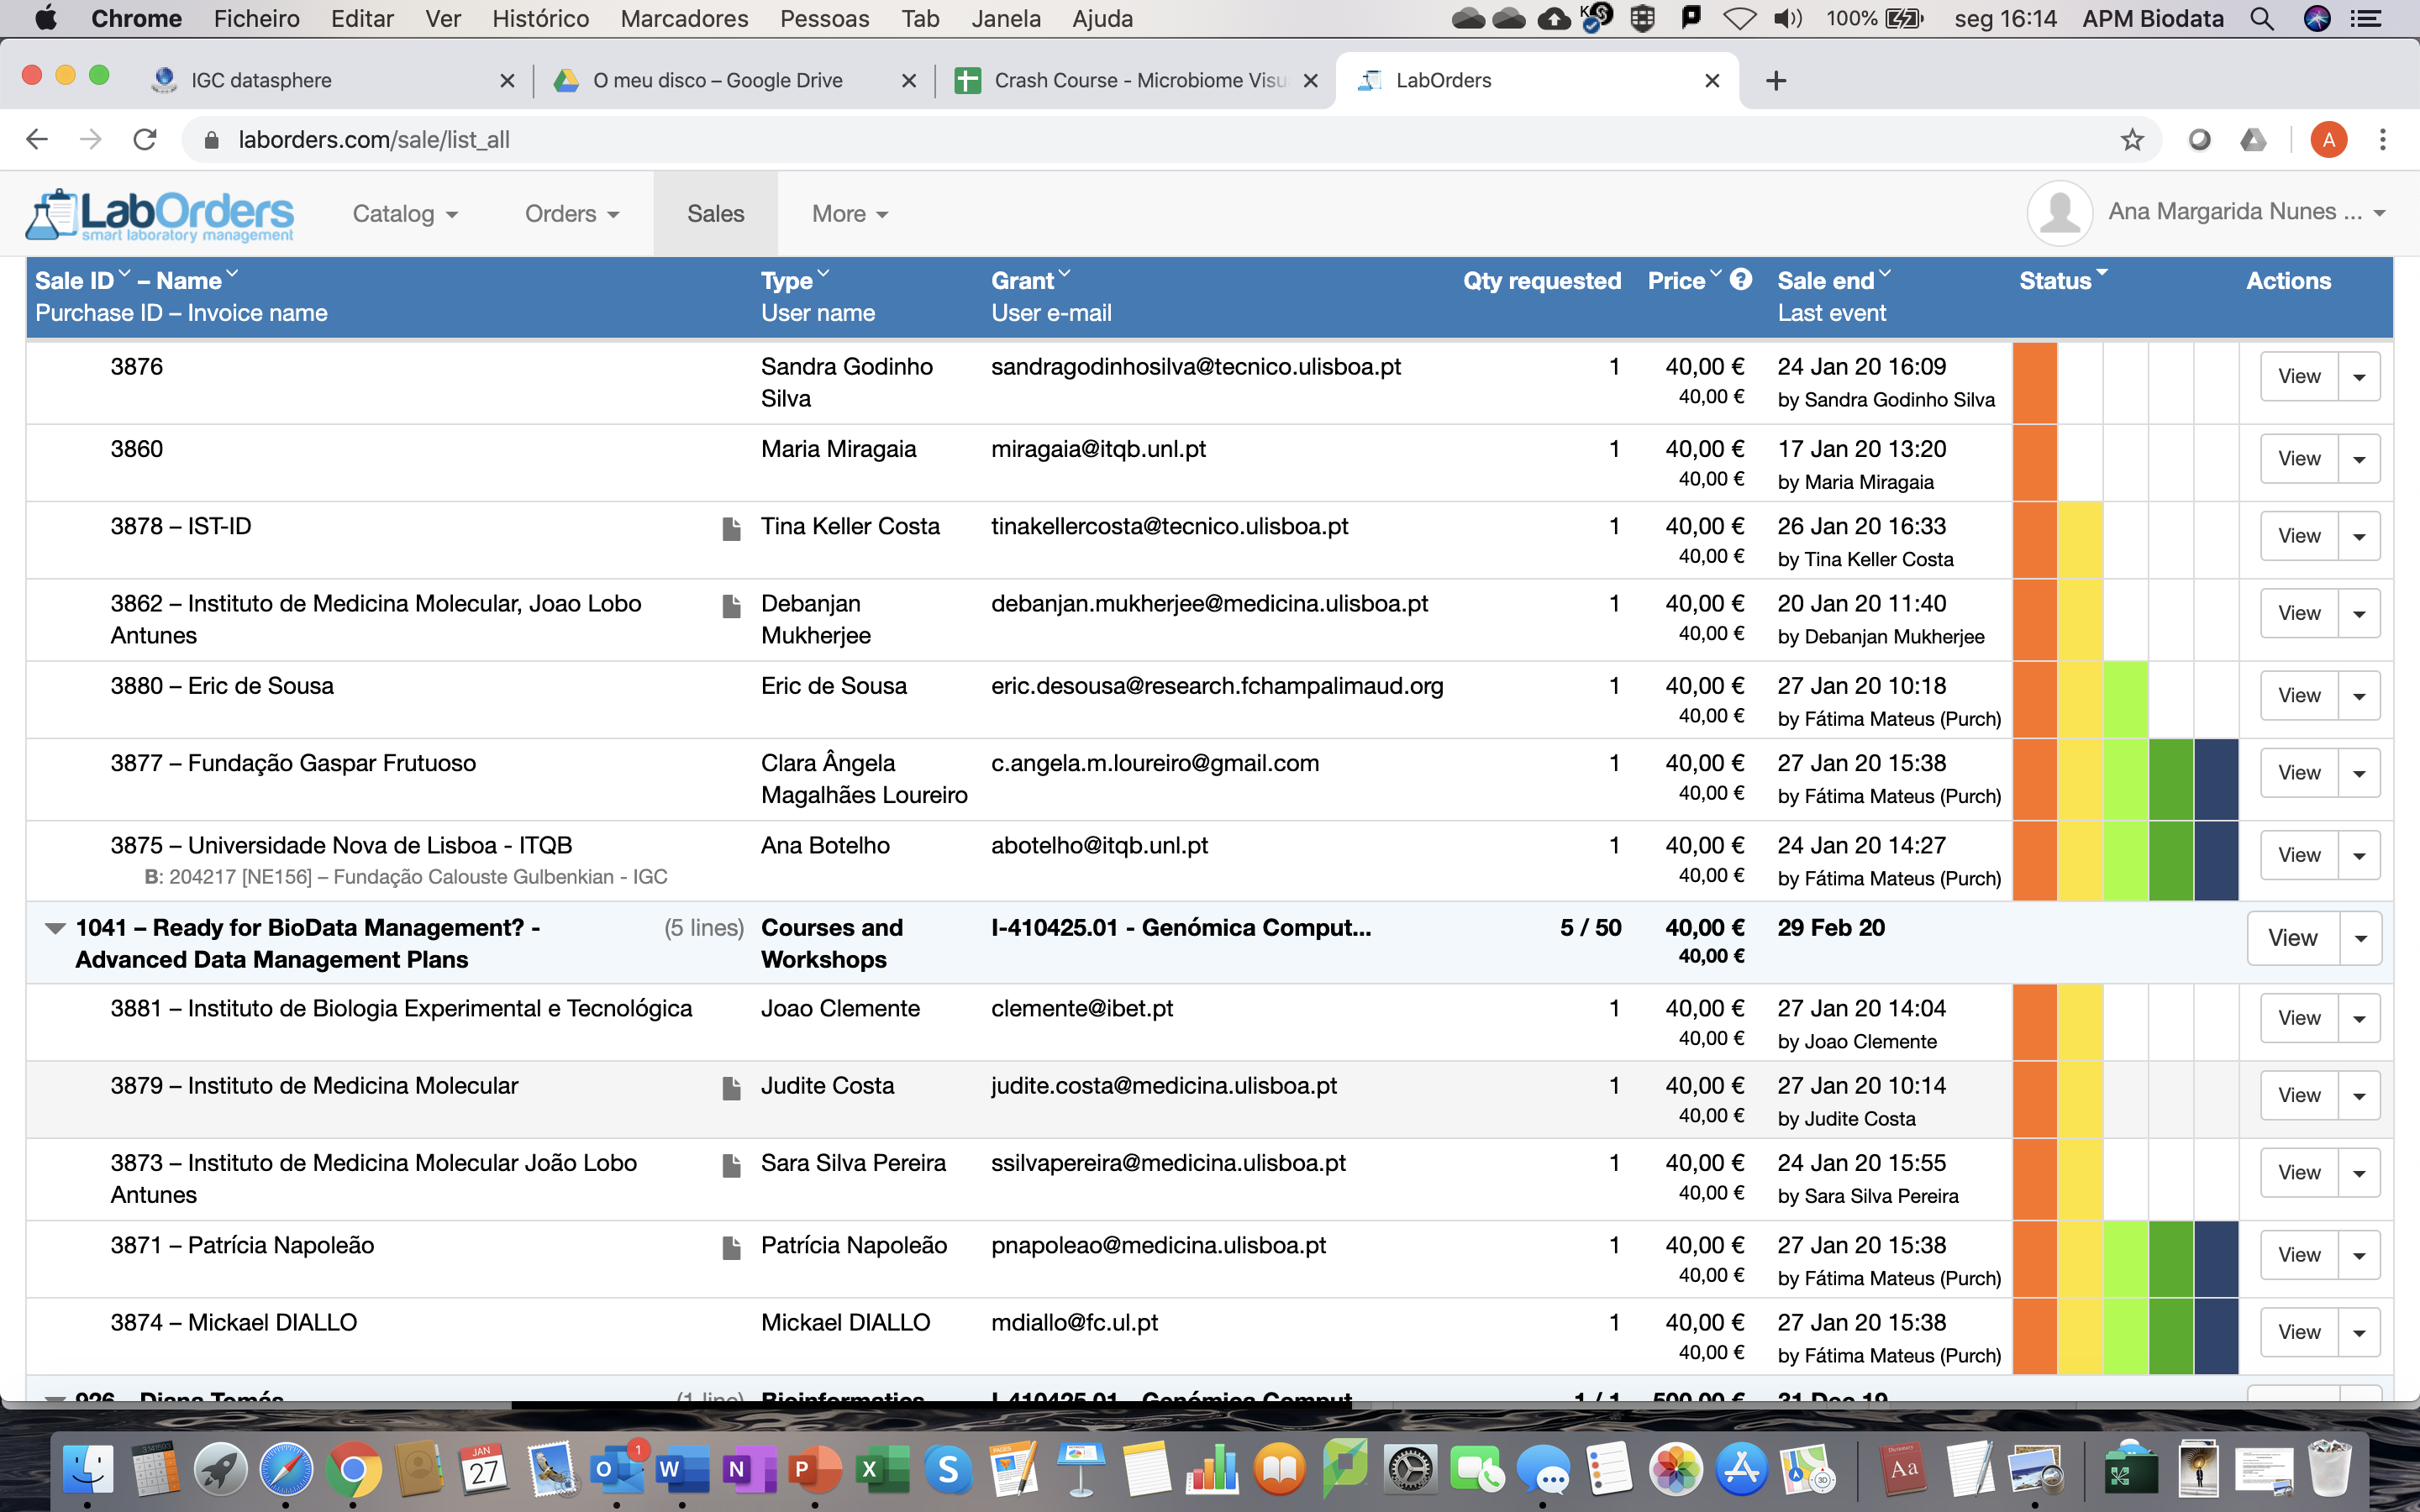 Chrome Ficheiro Editar Ver Histórico Marcadores Pessoas Tab Janela Ajuda 100% seg 16:14 APM Biodata
IGC datasphere O meu disco – Google Drive Crash Course - Microbiome Visu LabOrders
laborders.com/sale/list_all A
LabOrders Catalog Orders Sales More Ana Margarida Nunes ...
smart laboratory management
Sale ID – Name Type Grant Qty requested Price ? Sale end Status Actions
Purchase ID – Invoice name User name User e-mail Last event
3876 Sandra Godinho sandragodinhosilva@tecnico.ulisboa.pt 1 40,00 € 24 Jan 20 16:09 View
Silva 40,00 € by Sandra Godinho Silva
3860 Maria Miragaia miragaia@itqb.unl.pt 1 40,00 € 17 Jan 20 13:20 View
40,00 € by Maria Miragaia
3878 – IST-ID Tina Keller Costa tinakellercosta@tecnico.ulisboa.pt 1 40,00 € 26 Jan 20 16:33 View
40,00 € by Tina Keller Costa
3862 – Instituto de Medicina Molecular, Joao Lobo Debanjan debanjan.mukherjee@medicina.ulisboa.pt 1 40,00 € 20 Jan 20 11:40 View
Antunes Mukherjee 40,00 € by Debanjan Mukherjee
3880 – Eric de Sousa Eric de Sousa eric.desousa@research.fchampalimaud.org 1 40,00 € 27 Jan 20 10:18 View
40,00 € by Fátima Mateus (Purch)
3877 – Fundação Gaspar Frutuoso Clara Ângela c.angela.m.loureiro@gmail.com 1 40,00 € 27 Jan 20 15:38 View
Magalhães Loureiro 40,00 € by Fátima Mateus (Purch)
3875 – Universidade Nova de Lisboa - ITQB Ana Botelho abotelho@itqb.unl.pt 1 40,00 € 24 Jan 20 14:27 View
B: 204217 [NE156] – Fundação Calouste Gulbenkian - IGC 40,00 € by Fátima Mateus (Purch)
1041 – Ready for BioData Management? - (5 lines) Courses and I-410425.01 - Genómica Comput... 5 / 50 40,00 € 29 Feb 20 View
Advanced Data Management Plans Workshops 40,00 €
3881 – Instituto de Biologia Experimental e Tecnológica Joao Clemente clemente@ibet.pt 1 40,00 € 27 Jan 20 14:04 View
40,00 € by Joao Clemente
3879 – Instituto de Medicina Molecular Judite Costa judite.costa@medicina.ulisboa.pt 1 40,00 € 27 Jan 20 10:14 View
40,00 € by Judite Costa
3873 – Instituto de Medicina Molecular João Lobo Sara Silva Pereira ssilvapereira@medicina.ulisboa.pt 1 40,00 € 24 Jan 20 15:55 View
Antunes 40,00 € by Sara Silva Pereira
3871 – Patrícia Napoleão Patrícia Napoleão pnapoleao@medicina.ulisboa.pt 1 40,00 € 27 Jan 20 15:38 View
40,00 € by Fátima Mateus (Purch)
3874 – Mickael DIALLO Mickael DIALLO mdiallo@fc.ul.pt 1 40,00 € 27 Jan 20 15:38 View
40,00 € by Fátima Mateus (Purch)
926 – Diana Tomás (1 line) Bioinformatics I-410425.01 - Genómica Comput 1 / 1 500,00 € 31 Dec 19
JAN 27 O 1 W N P X S PAGES Aa 3D